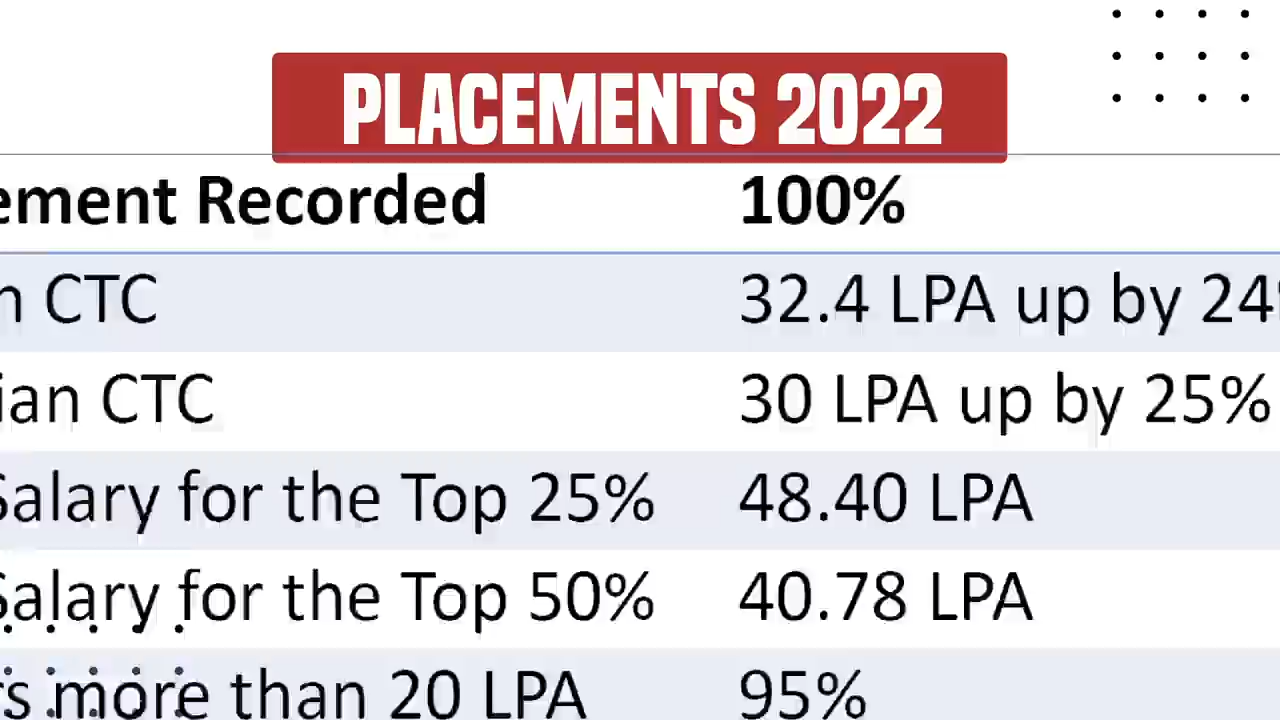 PLACEMENTS 2022
ement Recorded 100%
n CTC 32.4 LPA up by 24
ian CTC 30 LPA up by 25%
Salary for the Top 25% 48.40 LPA
Salary for the Top 50% 40.78 LPA
rs more than 20 LPA 95%